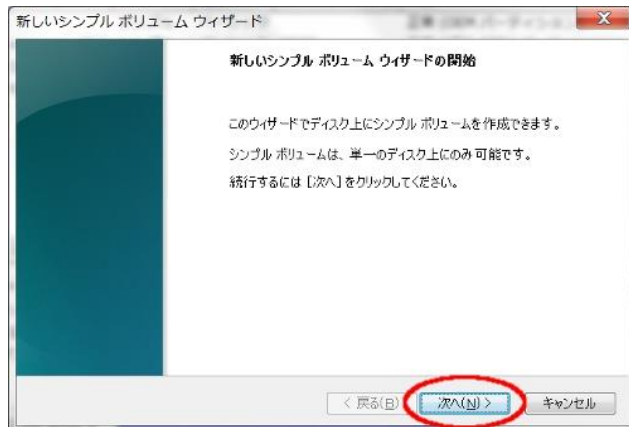 新しいシンプル ボリューム ウィザード
新しいシンプル ボリューム ウィザードの開始
このウィザードでディスク上にシンプル ボリュームを作成できます。
シンプル ボリュームは、単一のディスク上にのみ可能です。
続行するには [次へ] をクリックしてください。
< 戻る(B) 次へ(N) > キャンセル